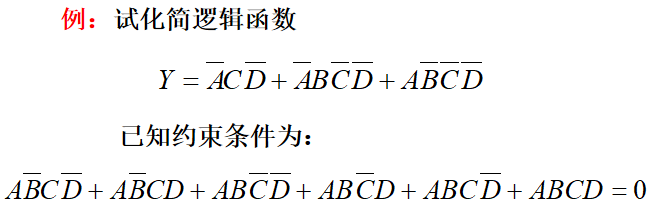 例：试化简逻辑函数
Y = A̅CD̅ + A̅BC̅D̅ + AB̅C̅D̅
已知约束条件为：
AB̅CD̅ + AB̅CD + ABC̅D̅ + ABC̅D + ABCD̅ + ABCD = 0